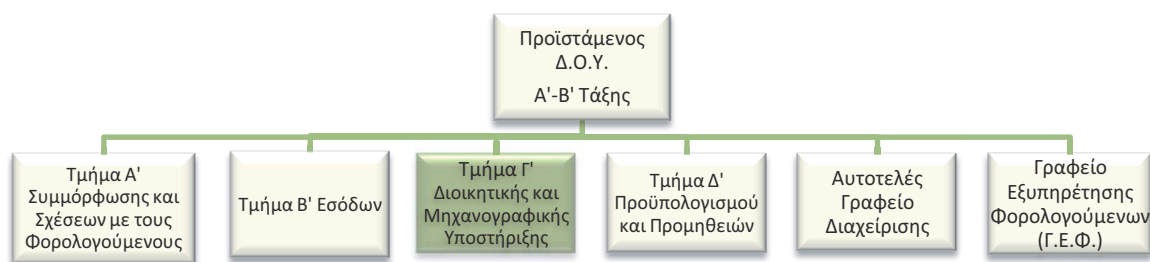 Προϊστάμενος
Δ.Ο.Υ.
Α'-Β' Τάξης
Τμήμα Α'
Συμμόρφωσης και
Σχέσεων με τους
Φορολογούμενους
Τμήμα Β' Εσόδων
Τμήμα Γ'
Διοικητικής και
Μηχανογραφικής
Υποστήριξης
Τμήμα Δ'
Προϋπολογισμού
και Προμηθειών
Αυτοτελές
Γραφείο
Διαχείρισης
Γραφείο
Εξυπηρέτησης
Φορολογούμενων
(Γ.Ε.Φ.)